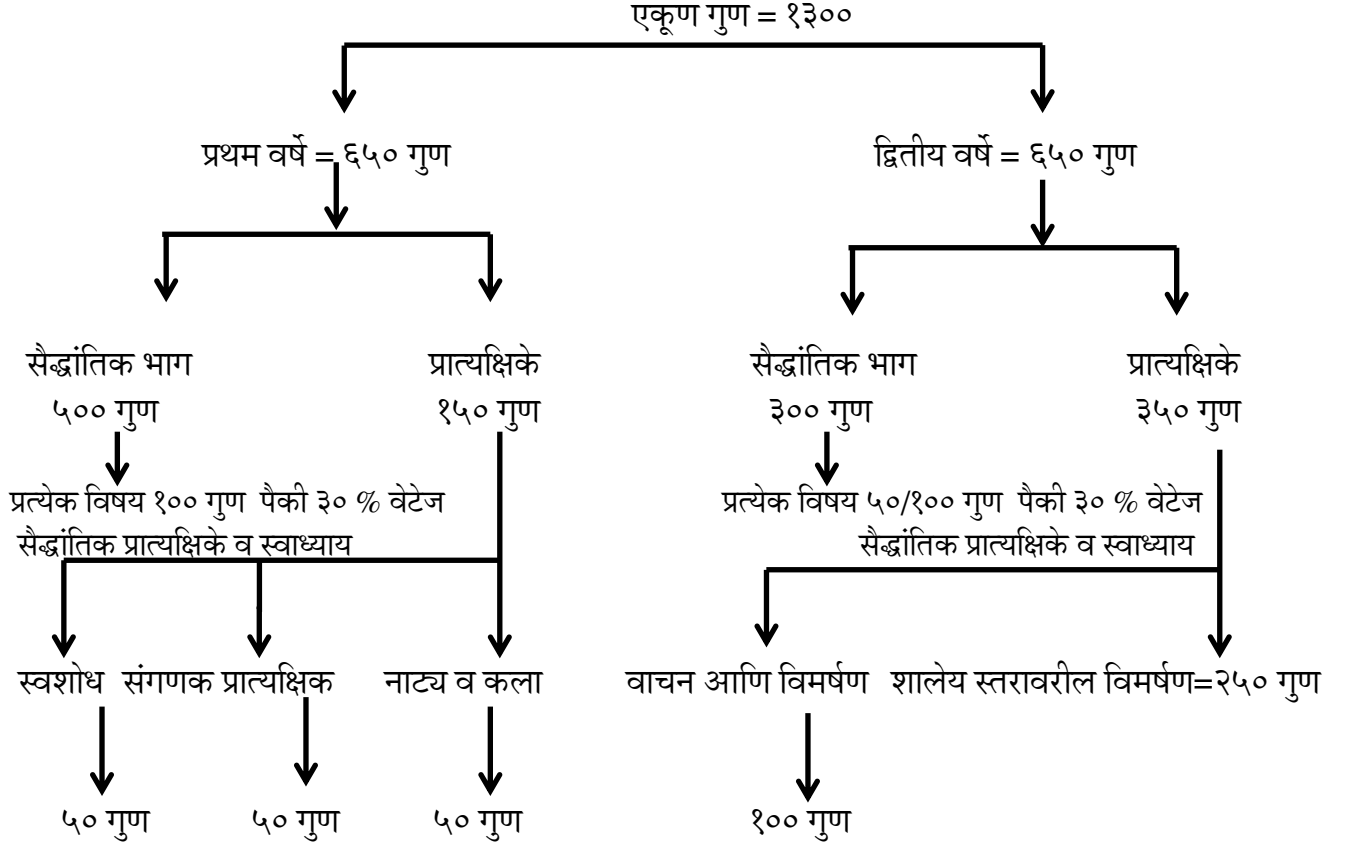 एकूण गुण = १३००
प्रथम वर्षे = ६५० गुण
द्वितीय वर्षे = ६५० गुण
सैद्धांतिक भाग
प्रात्यक्षिके
सैद्धांतिक भाग
प्रात्यक्षिके
५०० गुण
१५० गुण
३०० गुण
३५० गुण
प्रत्येक विषय १०० गुण पैकी ३० % वेटेज
सैद्धांतिक प्रात्यक्षिके व स्वाध्याय
प्रत्येक विषय ५०/१०० गुण पैकी ३० % वेटेज
सैद्धांतिक प्रात्यक्षिके व स्वाध्याय
स्वशोध
संगणक प्रात्यक्षिक
नाट्य व कला
वाचन आणि विमर्षण
शालेय स्तरावरील विमर्षण=२५० गुण
५० गुण
५० गुण
५० गुण
१०० गुण